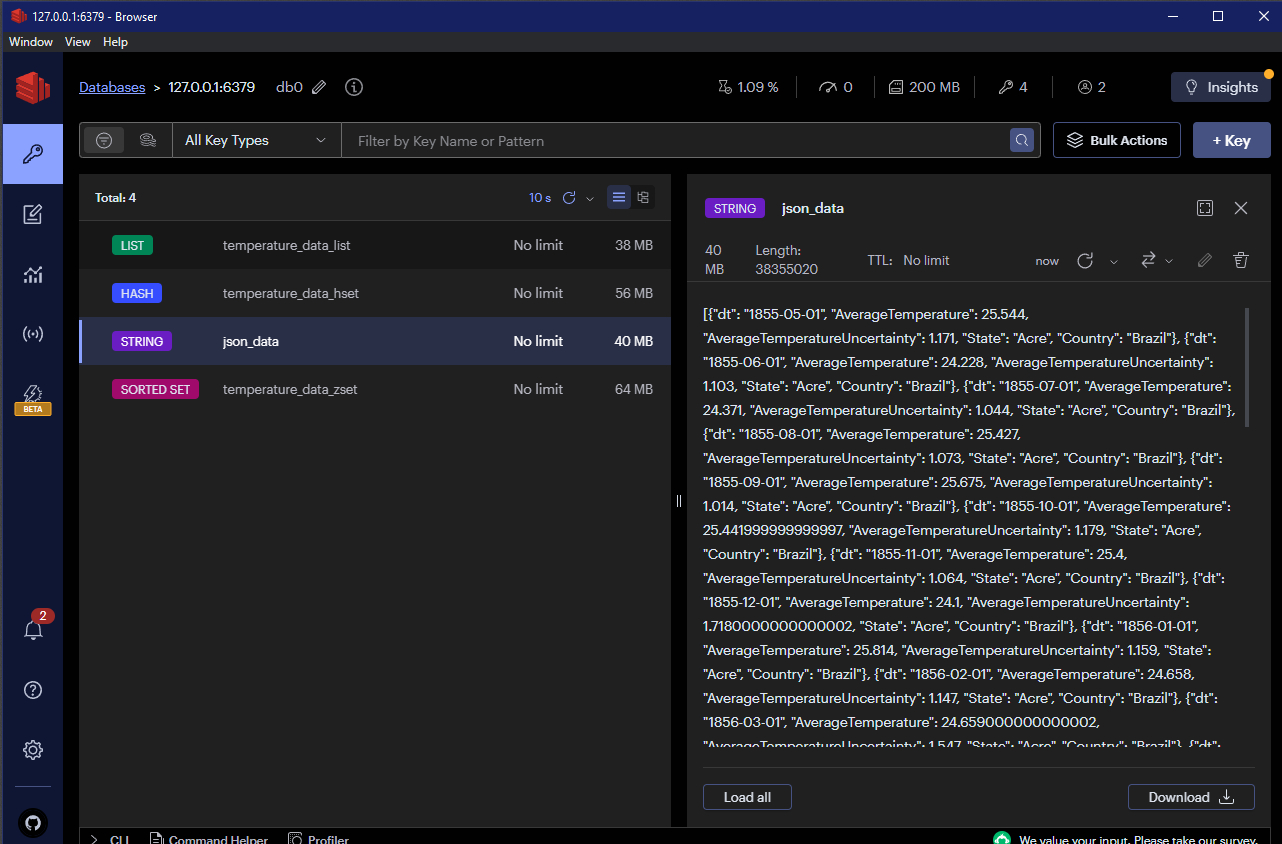 127.0.0.1:6379 - Browser
Window View Help
Databases > 127.0.0.1:6379 db0 1.09 % 0 200 MB 4 2 Insights
All Key Types Filter by Key Name or Pattern Bulk Actions + Key
Total: 4 10 s
LIST temperature_data_list No limit 38 MB
HASH temperature_data_hset No limit 56 MB
STRING json_data No limit 40 MB
SORTED SET temperature_data_zset No limit 64 MB
BETA
2
STRING json_data
40 MB Length: 38355020 TTL: No limit now
[{"dt": "1855-05-01", "AverageTemperature": 25.544,
"AverageTemperatureUncertainty": 1.171, "State": "Acre", "Country": "Brazil"}, {"dt":
"1855-06-01", "AverageTemperature": 24.228, "AverageTemperatureUncertainty":
1.103, "State": "Acre", "Country": "Brazil"}, {"dt": "1855-07-01", "AverageTemperature":
24.371, "AverageTemperatureUncertainty": 1.044, "State": "Acre", "Country": "Brazil"},
{"dt": "1855-08-01", "AverageTemperature": 25.427,
"AverageTemperatureUncertainty": 1.073, "State": "Acre", "Country": "Brazil"}, {"dt":
"1855-09-01", "AverageTemperature": 25.675, "AverageTemperatureUncertainty":
1.014, "State": "Acre", "Country": "Brazil"}, {"dt": "1855-10-01", "AverageTemperature":
25.441999999999997, "AverageTemperatureUncertainty": 1.179, "State": "Acre",
"Country": "Brazil"}, {"dt": "1855-11-01", "AverageTemperature": 25.4,
"AverageTemperatureUncertainty": 1.064, "State": "Acre", "Country": "Brazil"}, {"dt":
"1855-12-01", "AverageTemperature": 24.1, "AverageTemperatureUncertainty":
1.7180000000000002, "State": "Acre", "Country": "Brazil"}, {"dt": "1856-01-01",
"AverageTemperature": 25.814, "AverageTemperatureUncertainty": 1.159, "State":
"Acre", "Country": "Brazil"}, {"dt": "1856-02-01", "AverageTemperature": 24.658,
"AverageTemperatureUncertainty": 1.147, "State": "Acre", "Country": "Brazil"}, {"dt":
"1856-03-01", "AverageTemperature": 24.659000000000002,
"AverageTemperatureUncertainty": 1.547, "State": "Acre", "Country": "Brazil"}, {"dt":
Load all Download
CLI Command Helper Profiler We value your input. Please take our survey.